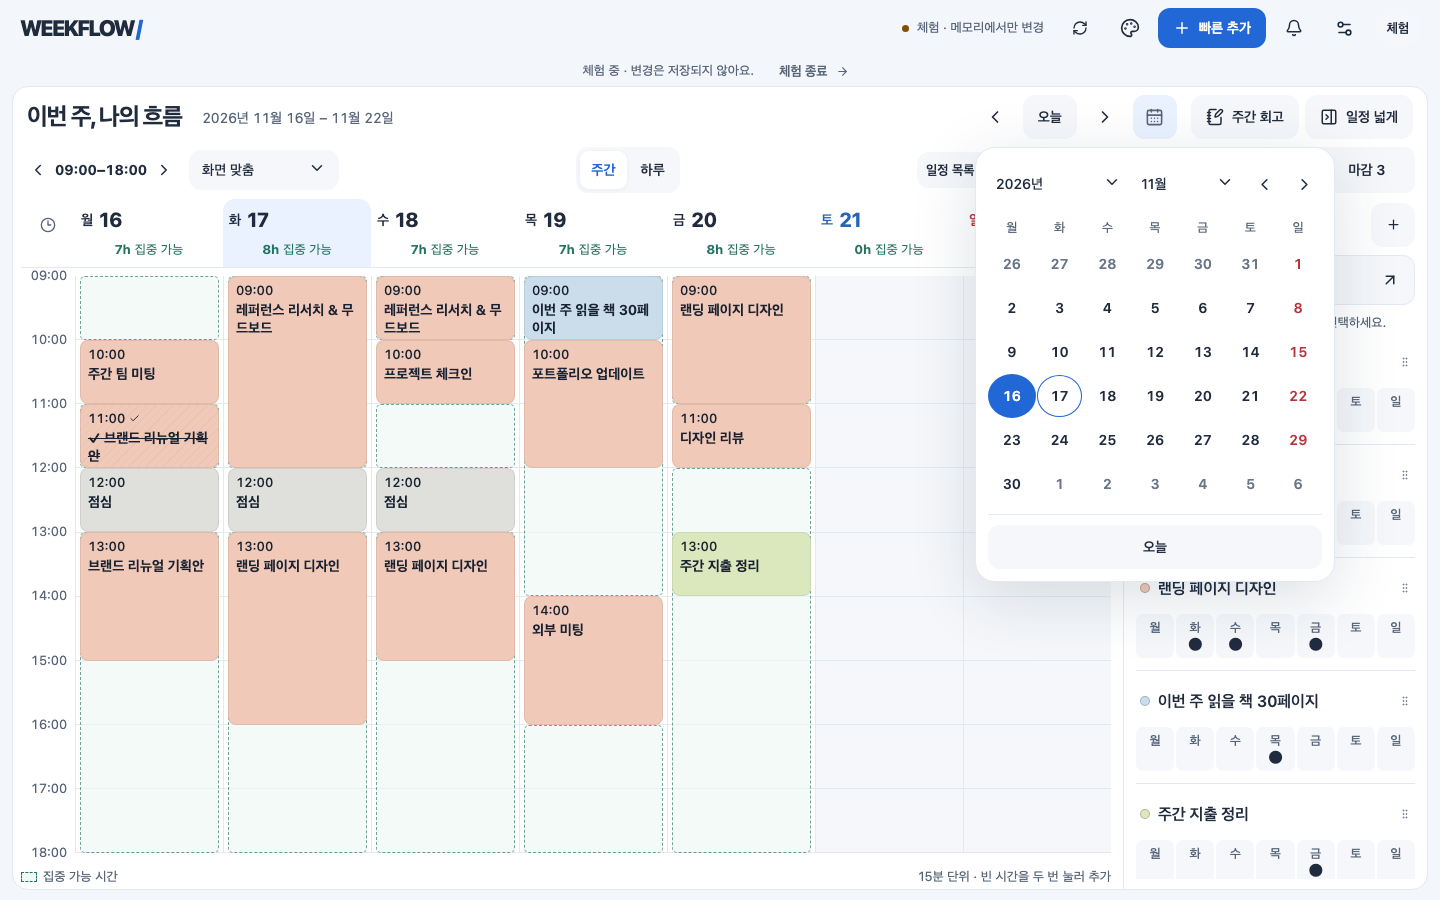 WEEKFLOW/
체험 · 메모리에서만 변경
빠른 추가
체험
체험 중 · 변경은 저장되지 않아요.
체험 종료 →
이번 주, 나의 흐름
2026년 11월 16일 – 11월 22일
오늘
주간 회고
일정 넓게
09:00–18:00
화면 맞춤
주간
하루
일정 목록
마감 3
월 16
화 17
수 18
목 19
금 20
토 21
7h 집중 가능
8h 집중 가능
7h 집중 가능
7h 집중 가능
8h 집중 가능
0h 집중 가능
09:00
10:00
11:00
12:00
13:00
14:00
15:00
16:00
17:00
18:00
10:00
주간 팀 미팅
11:00 ✓
✓ 브랜드 리뉴얼 기획
안
12:00
점심
13:00
브랜드 리뉴얼 기획안
09:00
레퍼런스 리서치 & 무
드보드
12:00
점심
13:00
랜딩 페이지 디자인
09:00
레퍼런스 리서치 & 무
드보드
10:00
프로젝트 체크인
12:00
점심
13:00
랜딩 페이지 디자인
09:00
이번 주 읽을 책 30페
이지
10:00
포트폴리오 업데이트
14:00
외부 미팅
09:00
랜딩 페이지 디자인
11:00
디자인 리뷰
13:00
주간 지출 정리
집중 가능 시간
15분 단위 · 빈 시간을 두 번 눌러 추가
2026년
11월
월 화 수 목 금 토 일
26 27 28 29 30 31 1
2 3 4 5 6 7 8
9 10 11 12 13 14 15
16 17 18 19 20 21 22
23 24 25 26 27 28 29
30 1 2 3 4 5 6
오늘
택하세요.
토 일
토 일
랜딩 페이지 디자인
월 화 수 목 금 토 일
이번 주 읽을 책 30페이지
월 화 수 목 금 토 일
주간 지출 정리
월 화 수 목 금 토 일